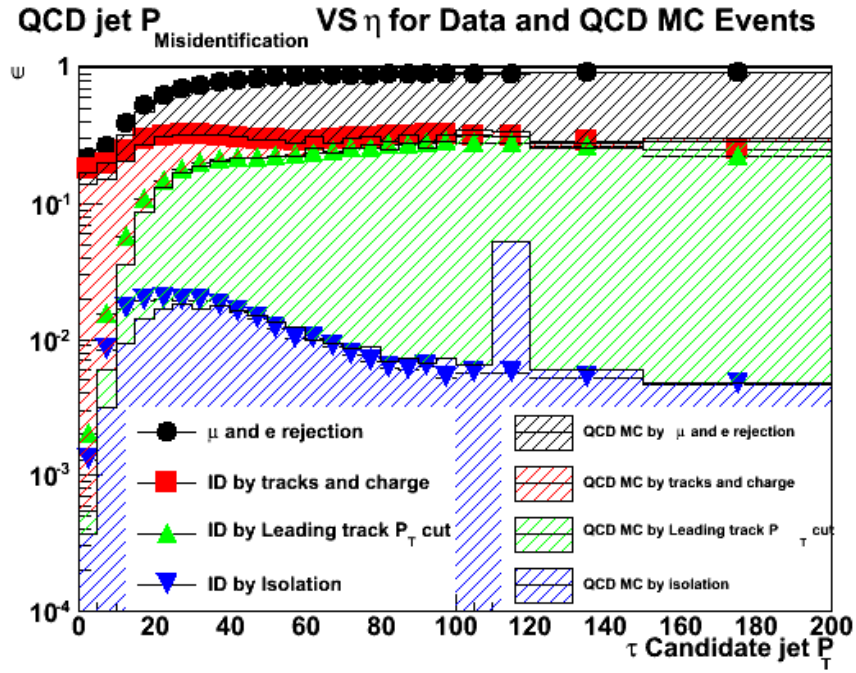 QCD jet P_Misidentification VS η for Data and QCD MC Events
ε
1
10^-1
10^-2
10^-3
10^-4
μ and e rejection
ID by tracks and charge
ID by Leading track P_T cut
ID by Isolation
QCD MC by μ and e rejection
QCD MC by tracks and charge
QCD MC by Leading track P_T cut
QCD MC by isolation
0 20 40 60 80 100 120 140 160 180 200
τ Candidate jet P_T